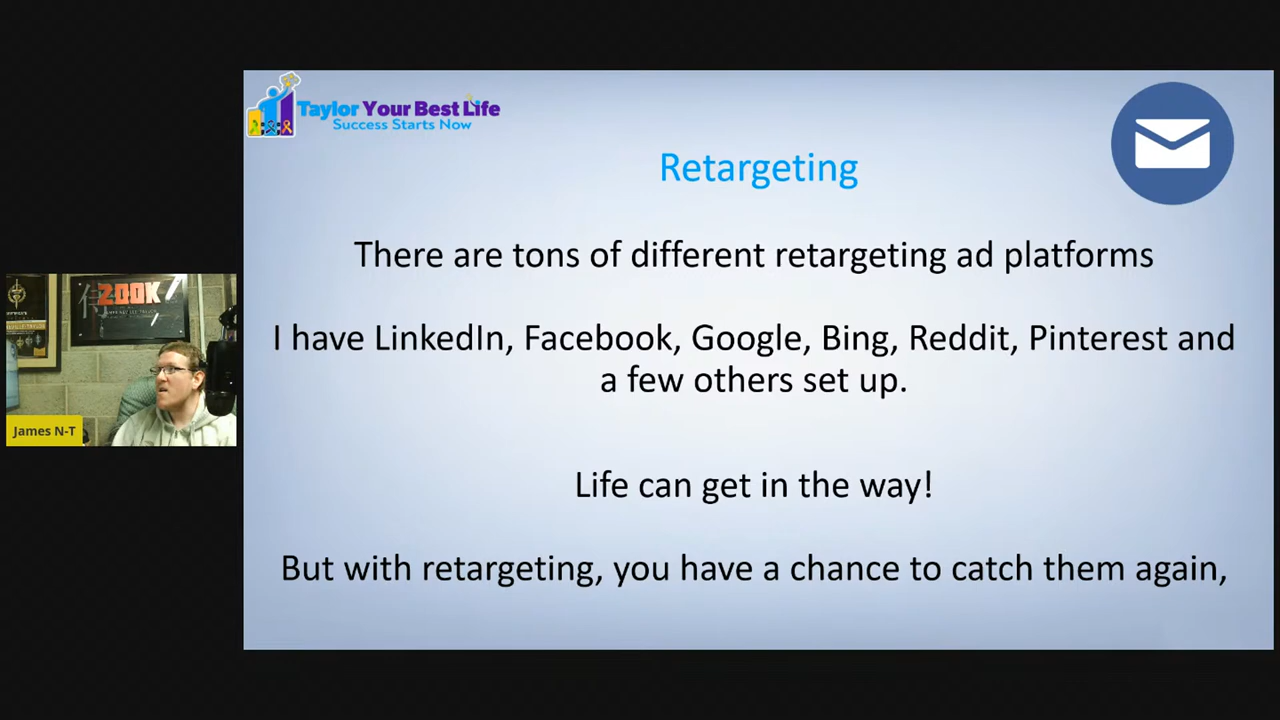 Taylor Your Best Life
Success Starts Now
Retargeting
There are tons of different retargeting ad platforms
I have LinkedIn, Facebook, Google, Bing, Reddit, Pinterest and
a few others set up.
Life can get in the way!
But with retargeting, you have a chance to catch them again,
200K
James N-T